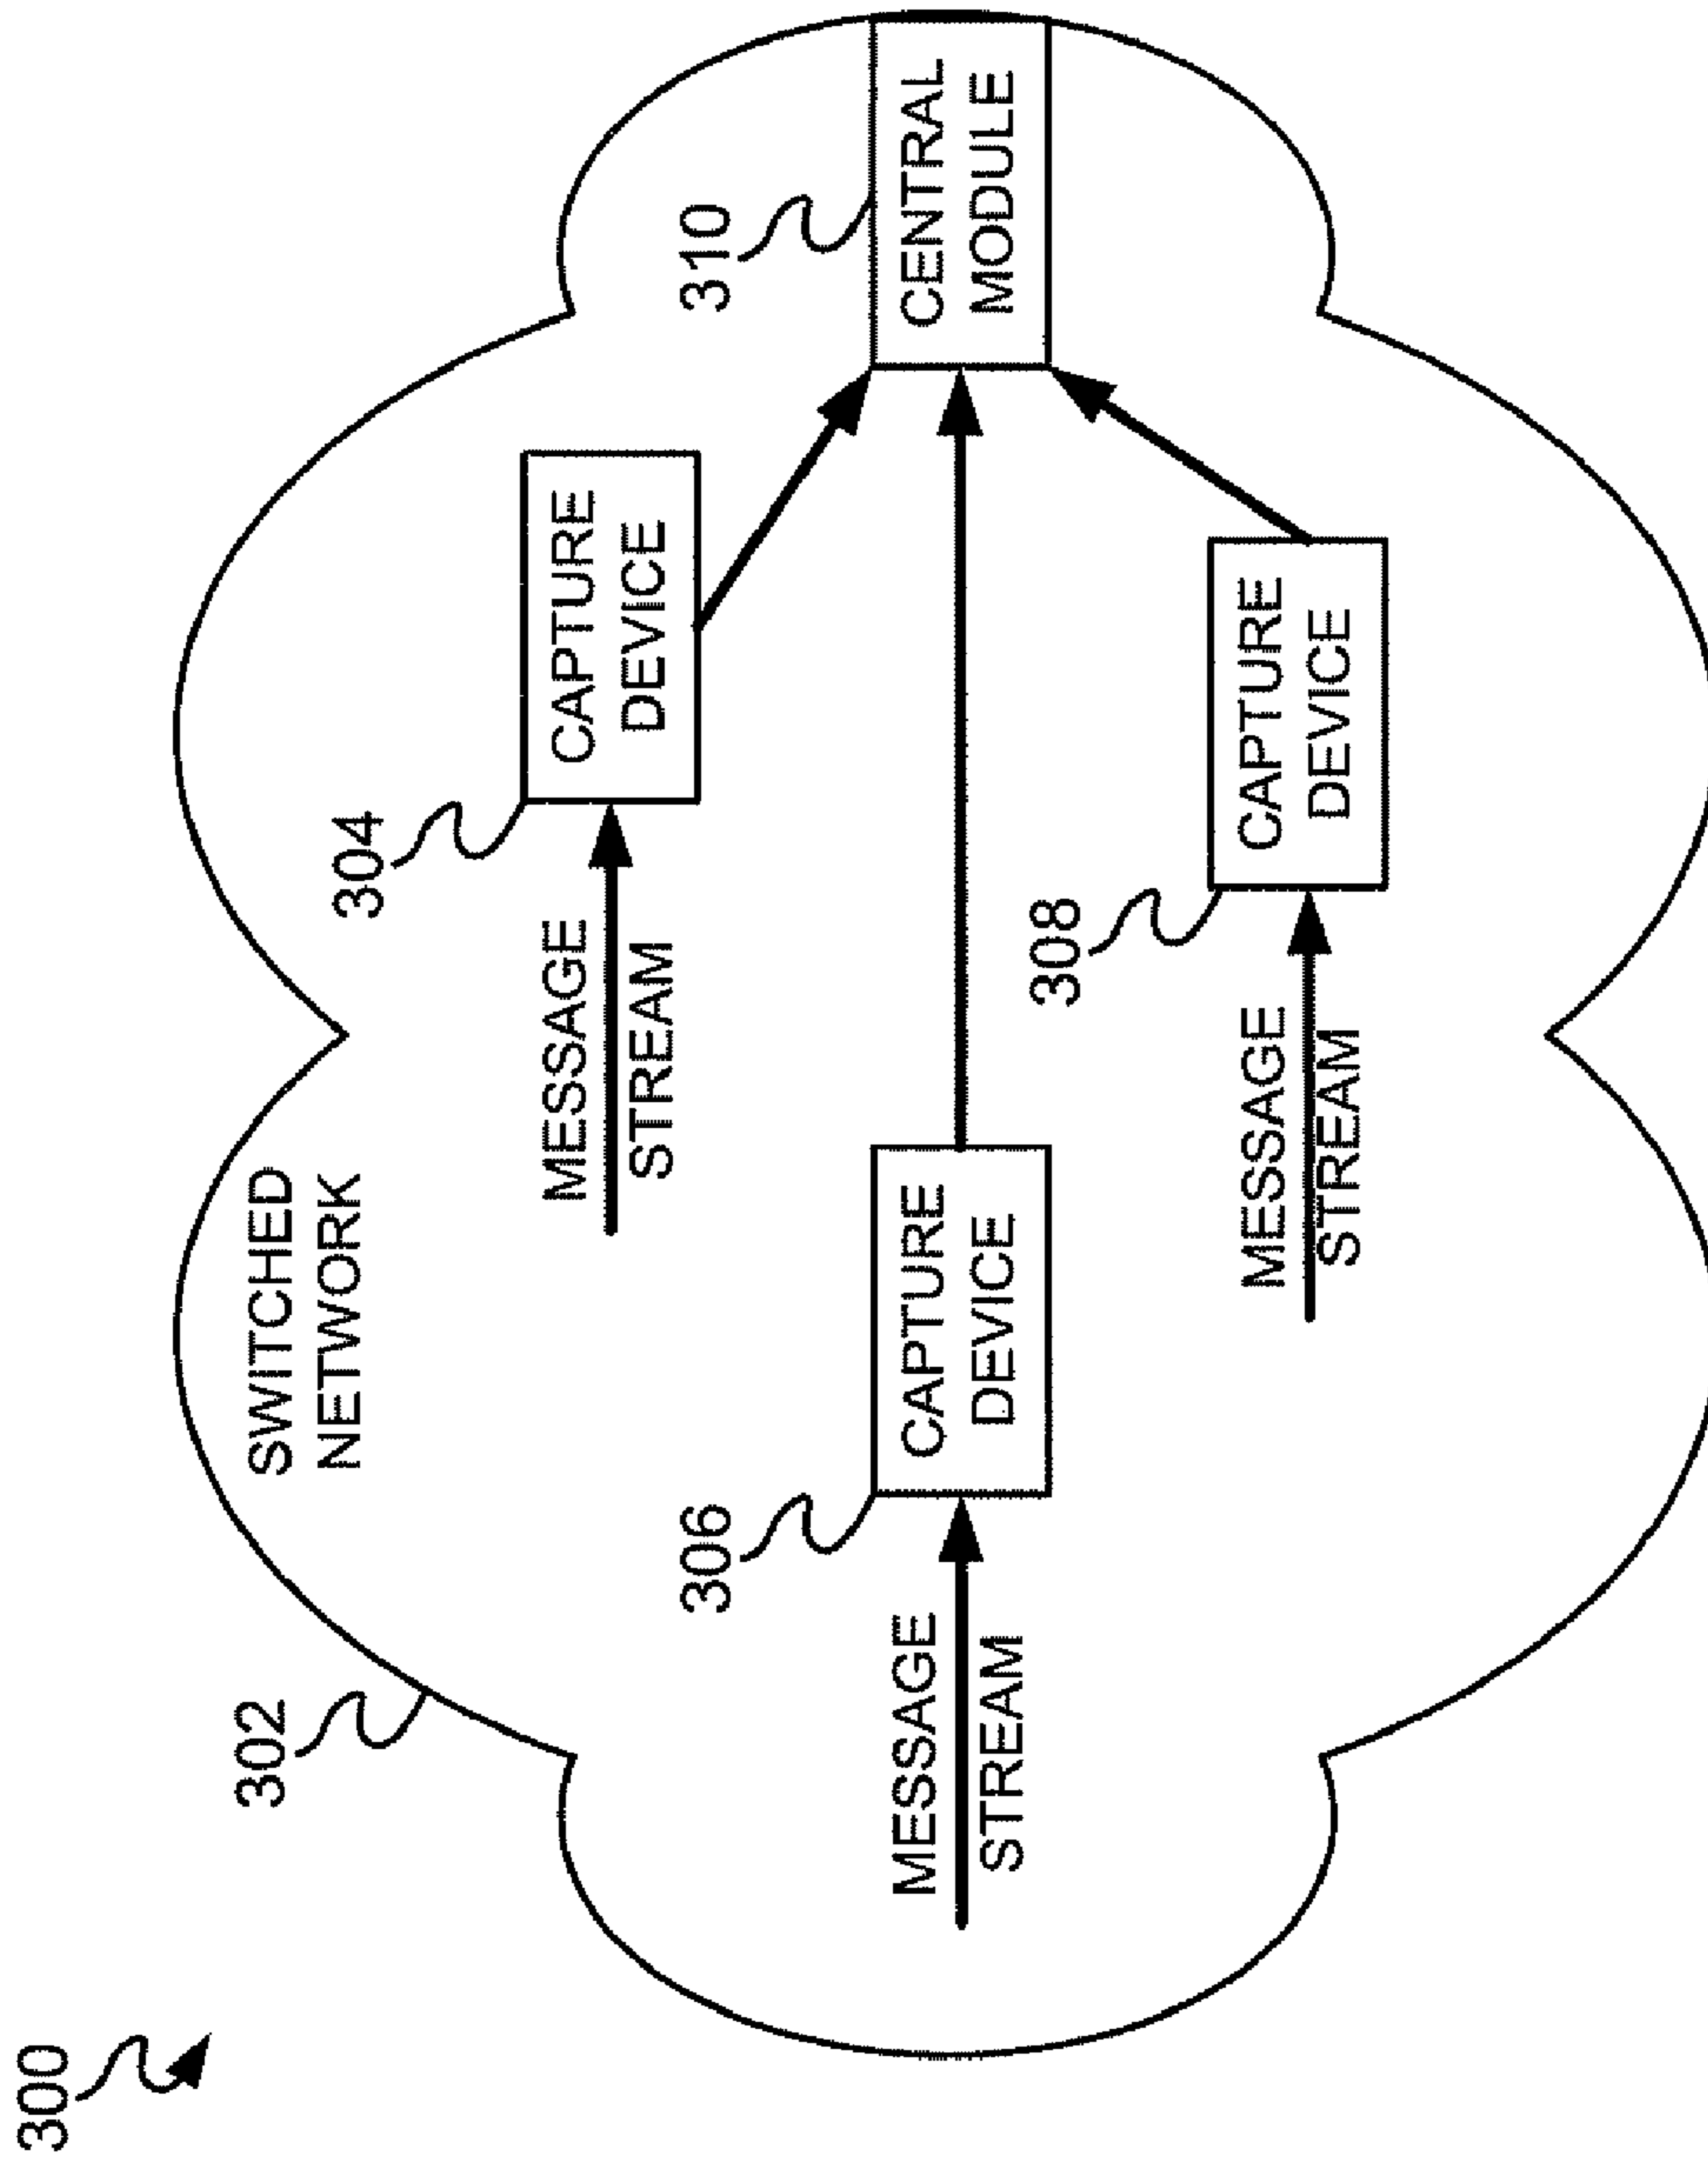 300
302
SWITCHED
NETWORK
304
MESSAGE
STREAM
CAPTURE
DEVICE
306
MESSAGE
STREAM
CAPTURE
DEVICE
310
CENTRAL
MODULE
308
MESSAGE
STREAM
CAPTURE
DEVICE